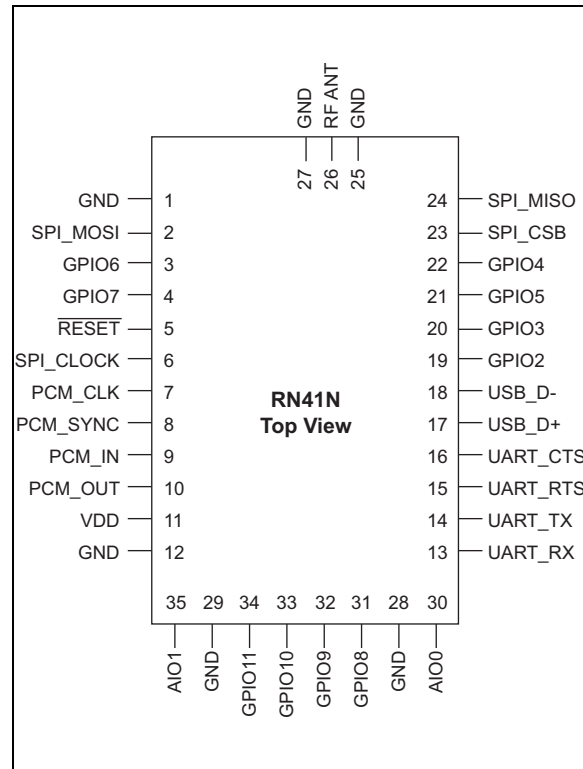 GND
RF ANT
GND
27
26
25
GND 1
SPI_MOSI 2
GPIO6 3
GPIO7 4
RESET 5
SPI_CLOCK 6
PCM_CLK 7
PCM_SYNC 8
PCM_IN 9
PCM_OUT 10
VDD 11
GND 12
RN41N
Top View
24 SPI_MISO
23 SPI_CSB
22 GPIO4
21 GPIO5
20 GPIO3
19 GPIO2
18 USB_D-
17 USB_D+
16 UART_CTS
15 UART_RTS
14 UART_TX
13 UART_RX
35 29 34 33 32 31 28 30
AIO1
GND
GPIO11
GPIO10
GPIO9
GPIO8
GND
AIO0